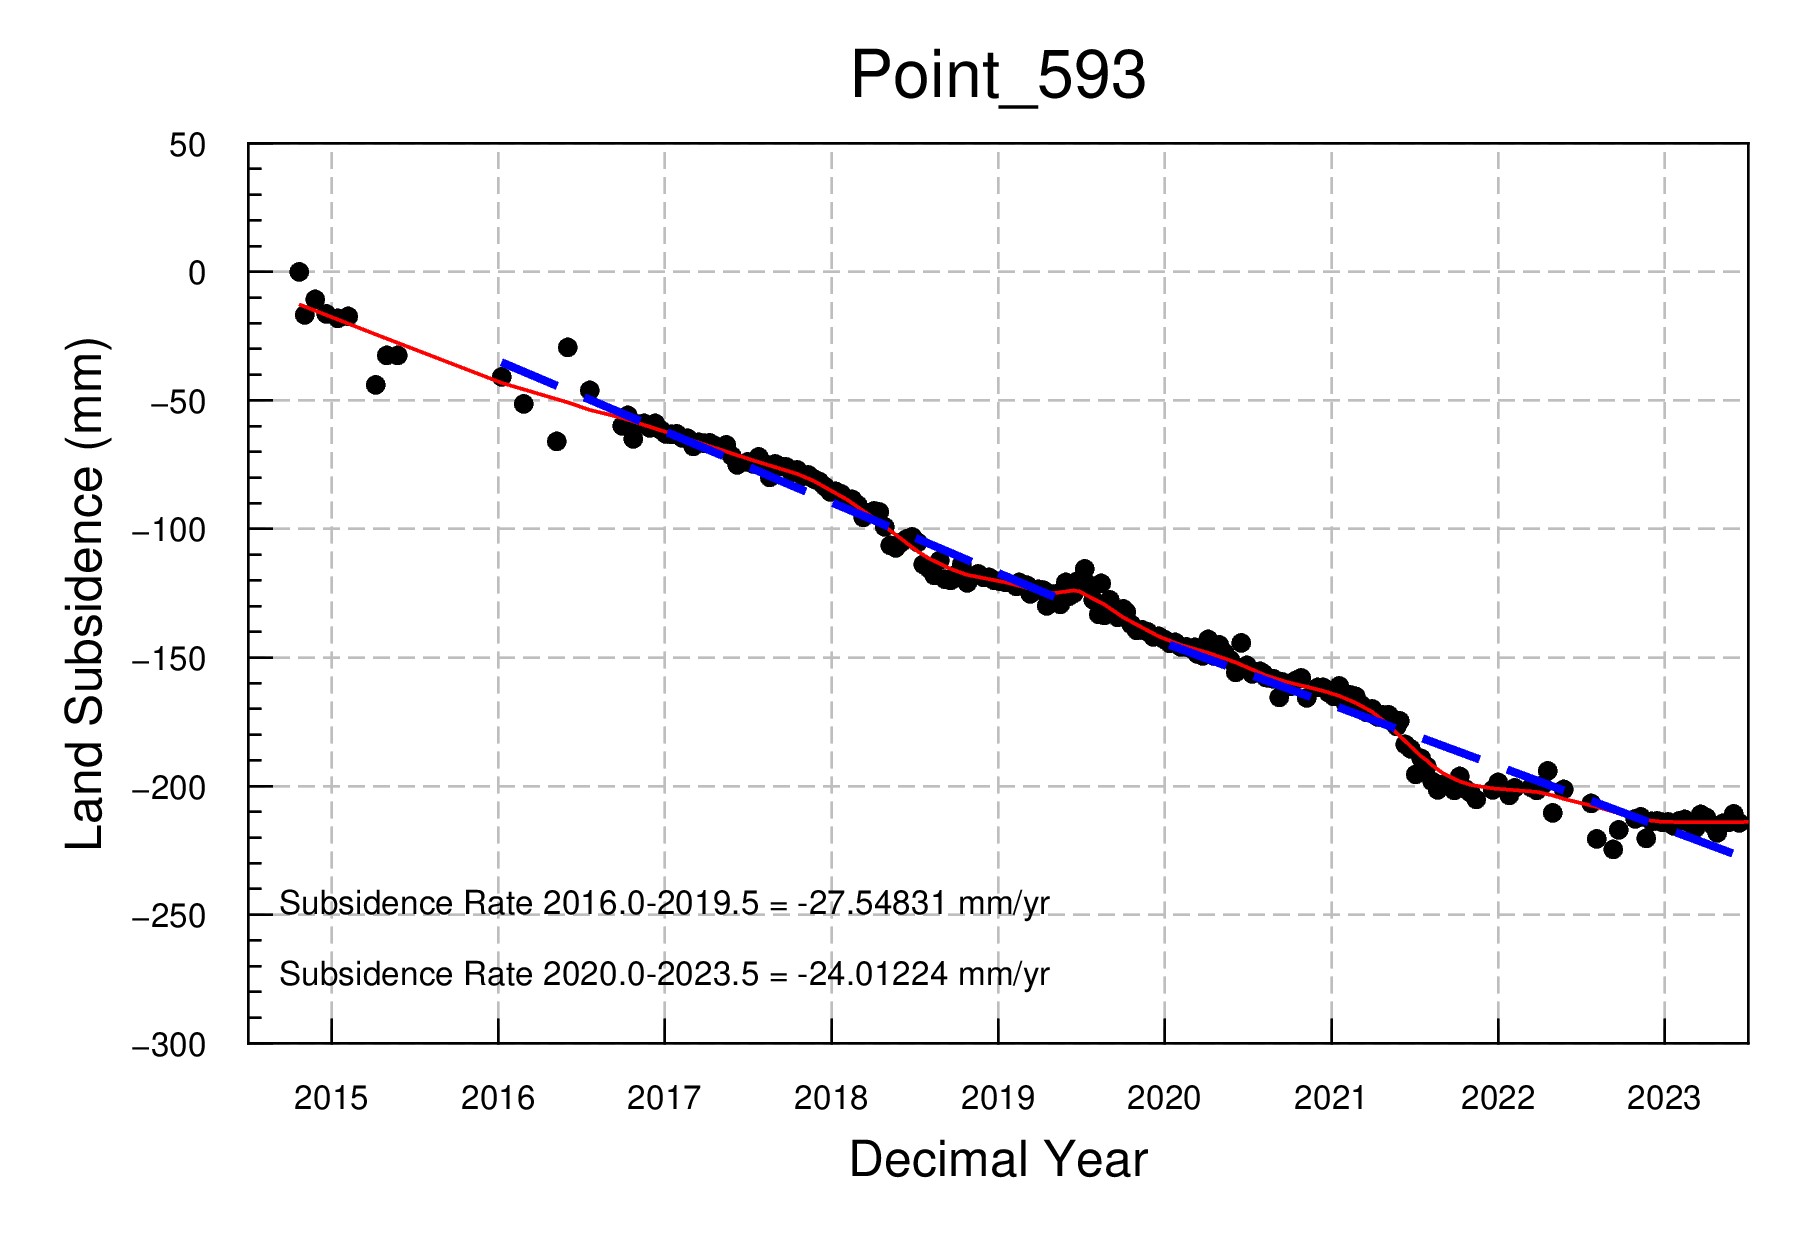 Point_593
Land Subsidence (mm)
50
0
−50
−100
−150
−200
−250
−300
Subsidence Rate 2016.0-2019.5 = -27.54831 mm/yr
Subsidence Rate 2020.0-2023.5 = -24.01224 mm/yr
2015 2016 2017 2018 2019 2020 2021 2022 2023
Decimal Year